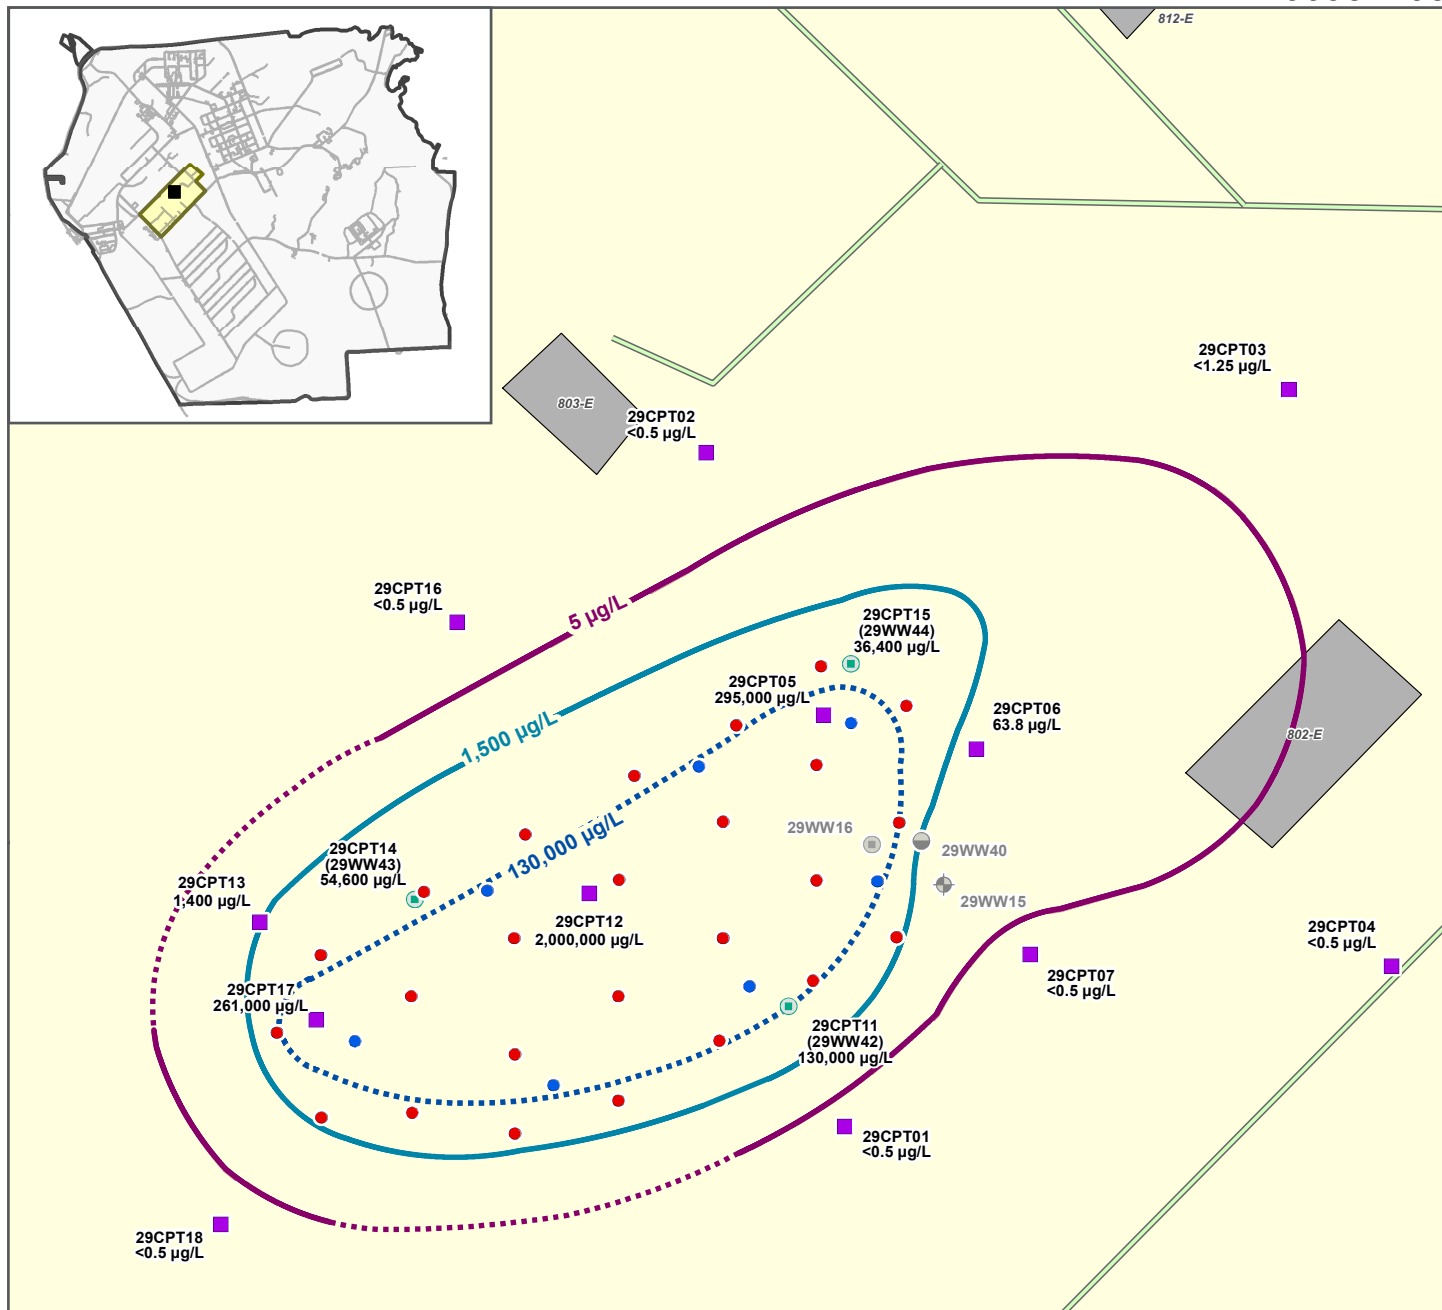 812-E
29CPT03
<1.25 µg/L
803-E
29CPT02
<0.5 µg/L
29CPT16
<0.5 µg/L
5 µg/L
29CPT15
(29WW44)
36,400 µg/L
29CPT05
295,000 µg/L
29CPT06
63.8 µg/L
1,500 µg/L
802-E
29WW16
130,000 µg/L
29WW40
29CPT14
(29WW43)
54,600 µg/L
29CPT13
1,400 µg/L
29WW15
29CPT12
2,000,000 µg/L
29CPT04
<0.5 µg/L
29CPT07
<0.5 µg/L
29CPT17
261,000 µg/L
29CPT11
(29WW42)
130,000 µg/L
29CPT01
<0.5 µg/L
29CPT18
<0.5 µg/L